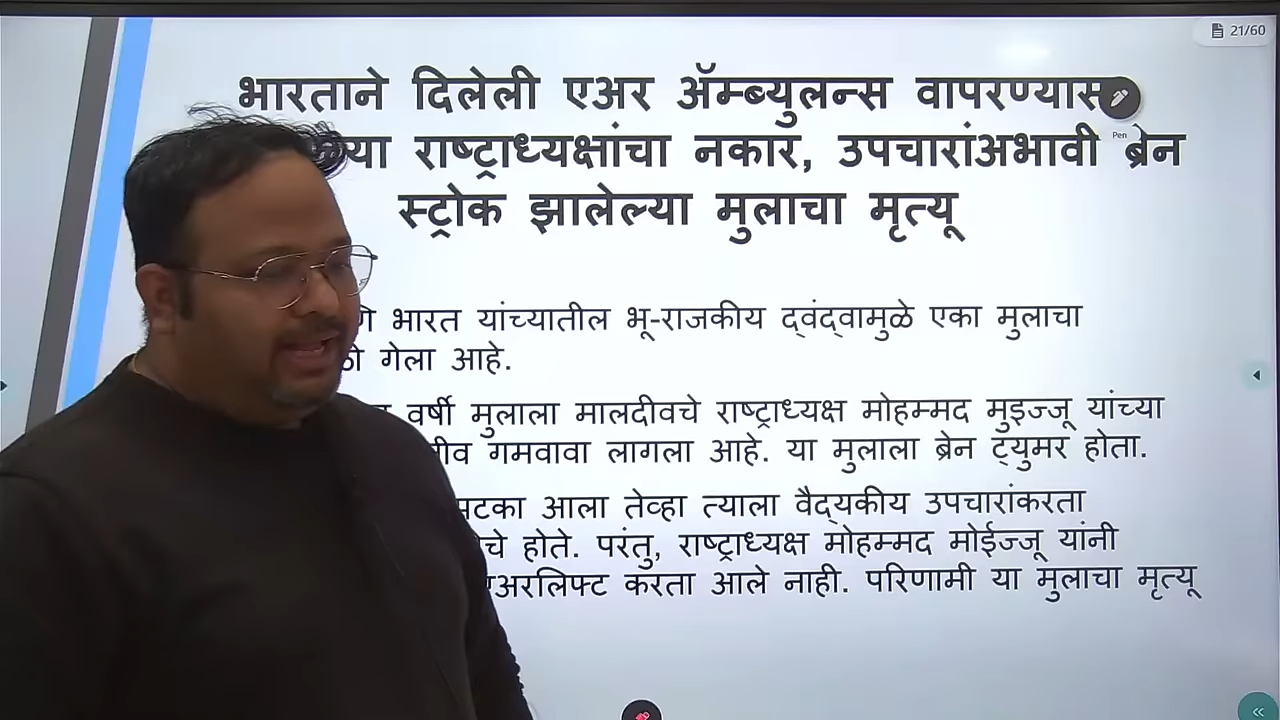 21/60
भारताने दिलेली एअर ॲम्ब्युलन्स वापरण्यास
Pen
राष्ट्राध्यक्षांचा नकार, उपचारांअभावी ब्रेन
स्ट्रोक झालेल्या मुलाचा मृत्यू
भारत यांच्यातील भू-राजकीय द्वंद्वामुळे एका मुलाचा
गेला आहे.
वर्षी मुलाला मालदीवचे राष्ट्राध्यक्ष मोहम्मद मुइज्जू यांच्या
गमवावा लागला आहे. या मुलाला ब्रेन ट्युमर होता.
आला तेव्हा त्याला वैद्यकीय उपचारांकरता
होते. परंतु, राष्ट्राध्यक्ष मोहम्मद मोईज्जू यांनी
एअरलिफ्ट करता आले नाही. परिणामी या मुलाचा मृत्यू